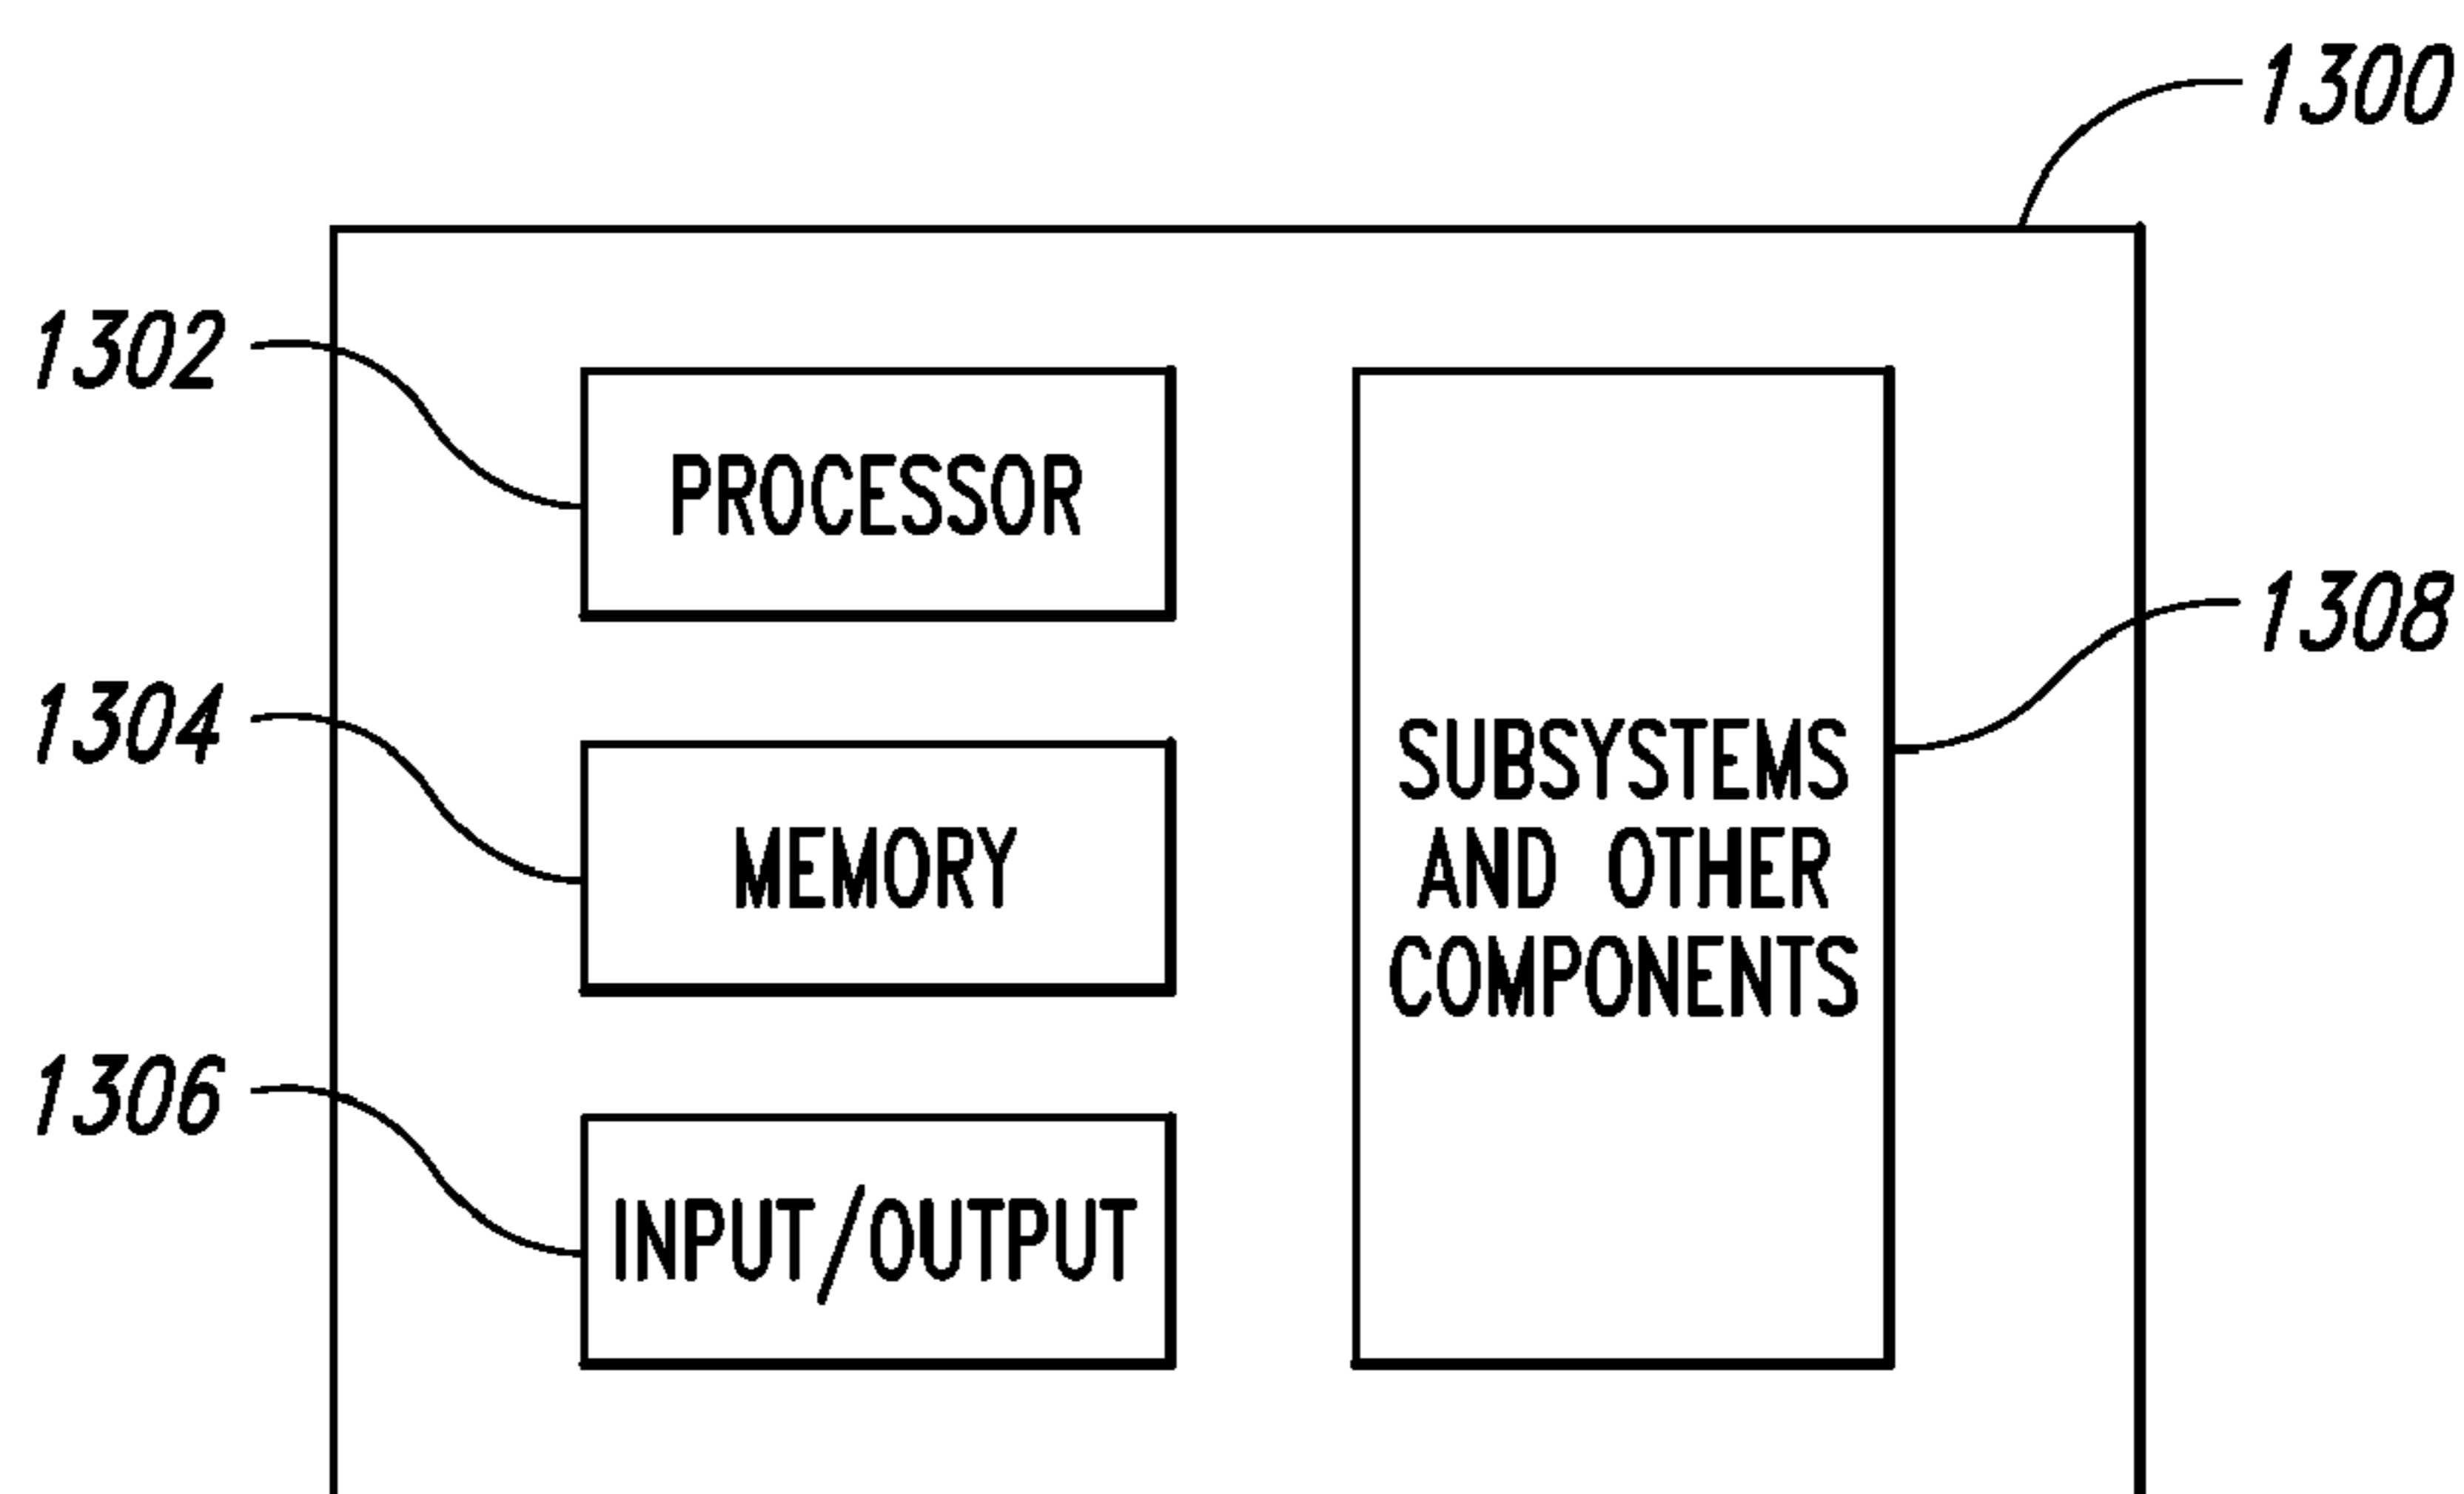 1300
1302
PROCESSOR
1308
1304
SUBSYSTEMS
AND OTHER
COMPONENTS
MEMORY
1306
INPUT/OUTPUT